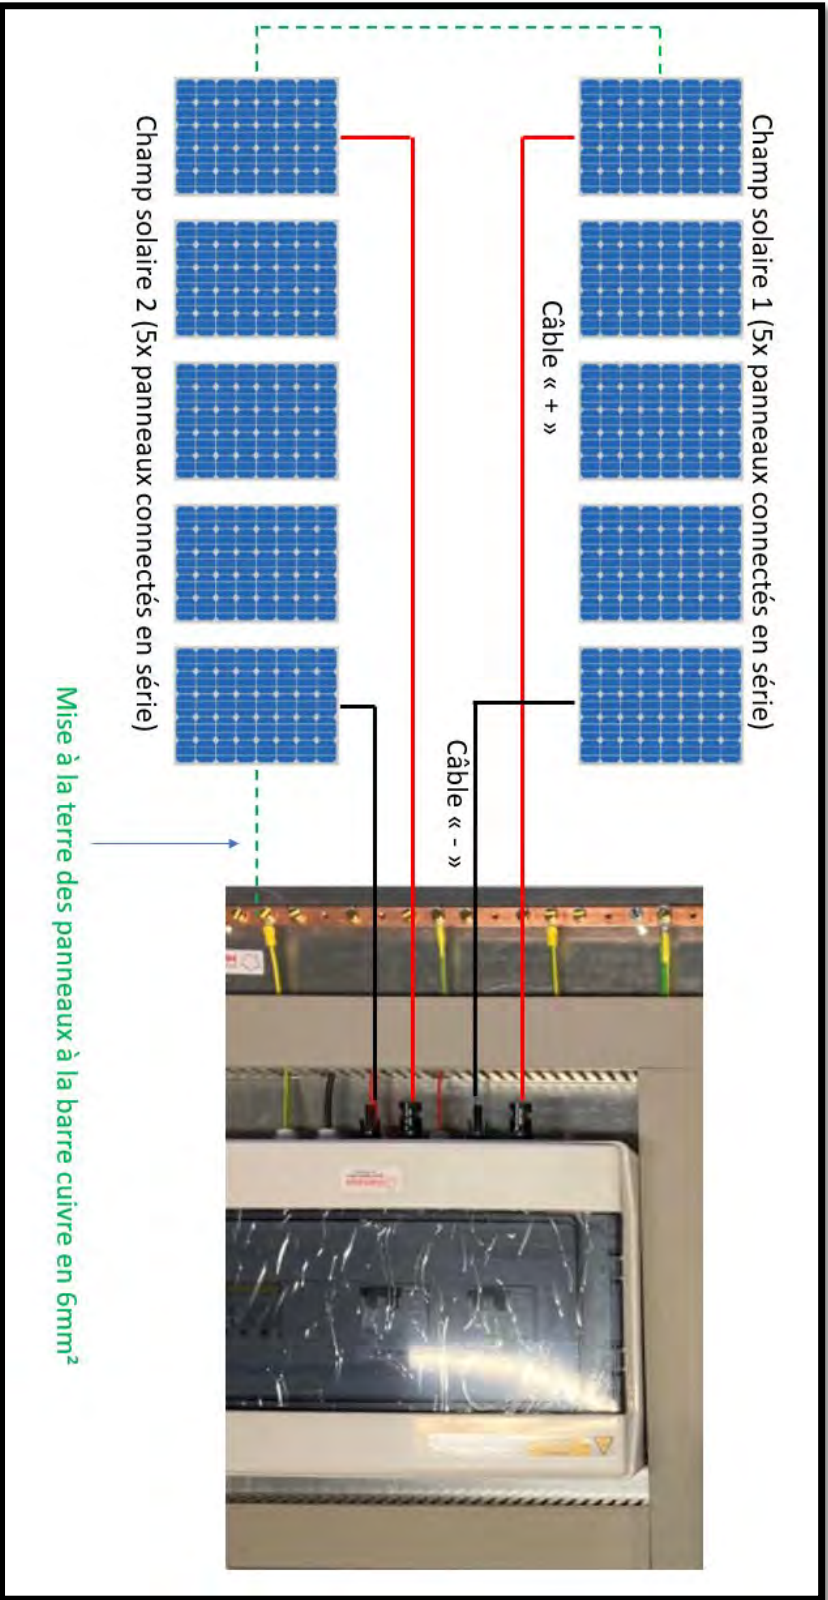 Champ solaire 1 (5x panneaux connectés en série)
Câble « + »
Câble « - »
Champ solaire 2 (5x panneaux connectés en série)
Mise à la terre des panneaux à la barre cuivre en 6mm²